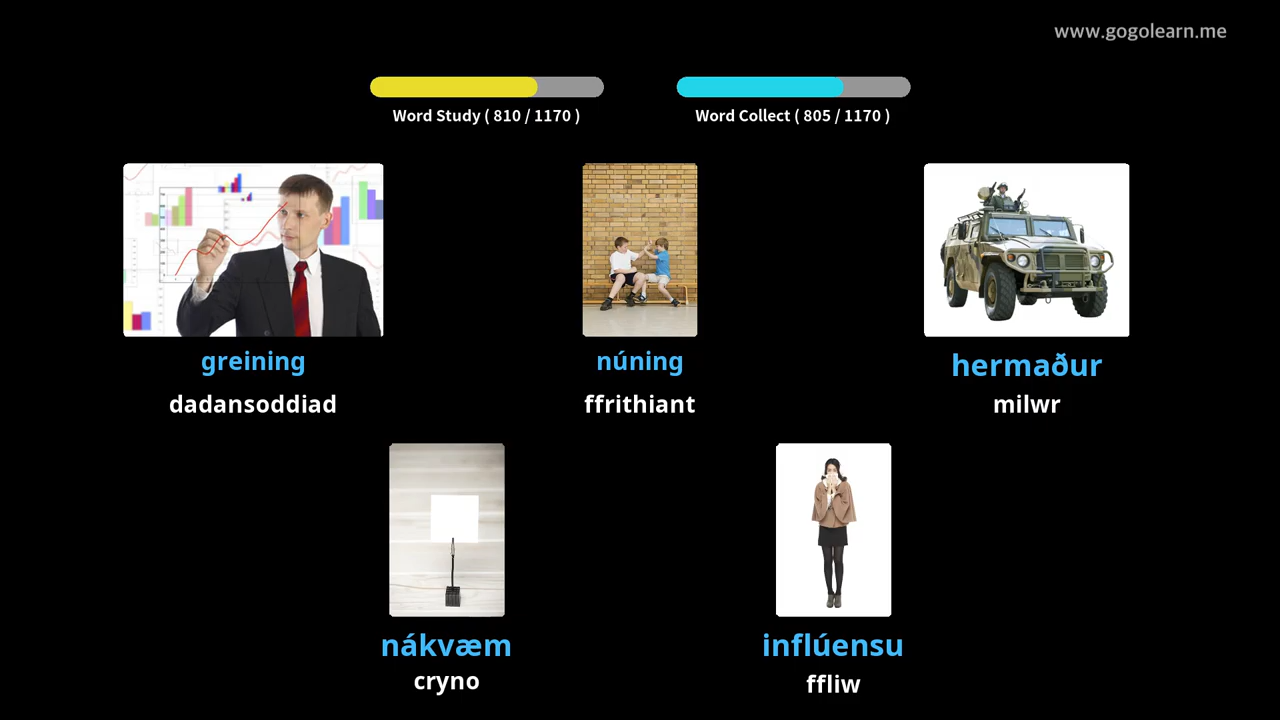 www.gogolearn.me
Word Study ( 810 / 1170 )
Word Collect ( 805 / 1170 )
greining
núning
hermaður
dadansoddiad
ffrithiant
milwr
nákvæm
inflúensu
cryno
ffliw